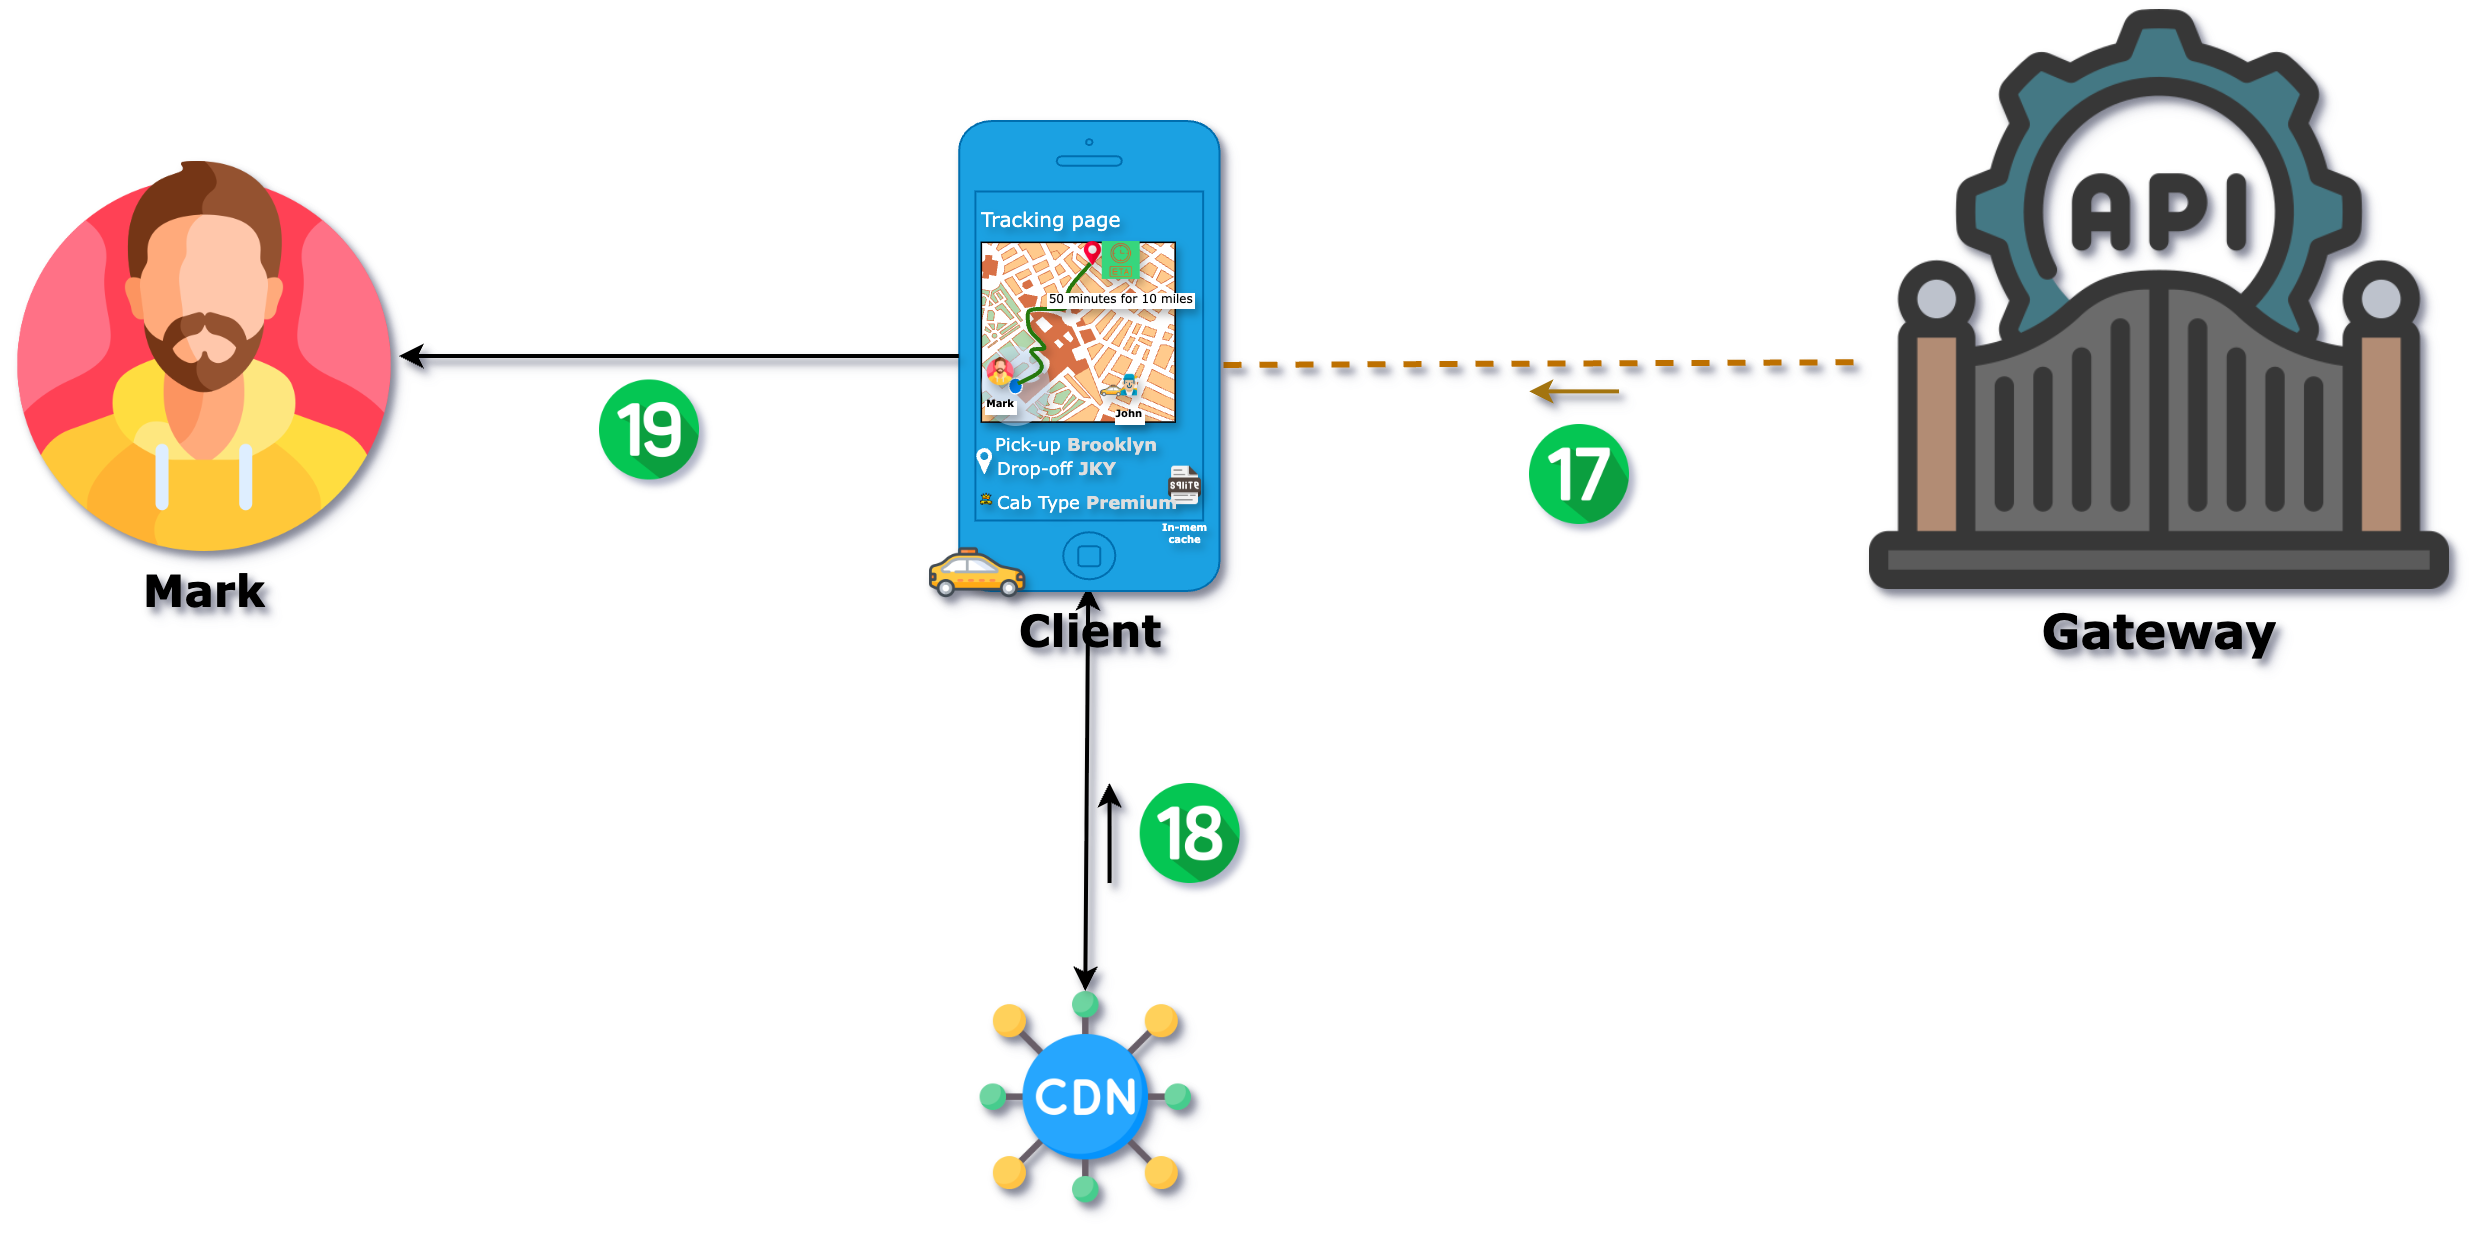 API
Tracking page
ETA
50 minutes for 10 miles
Mark
John
19
Pick-up Brooklyn
Drop-off JKY
17
sqlite
Cab Type Premium
In-mem
cache
Mark
Client
Gateway
18
CDN